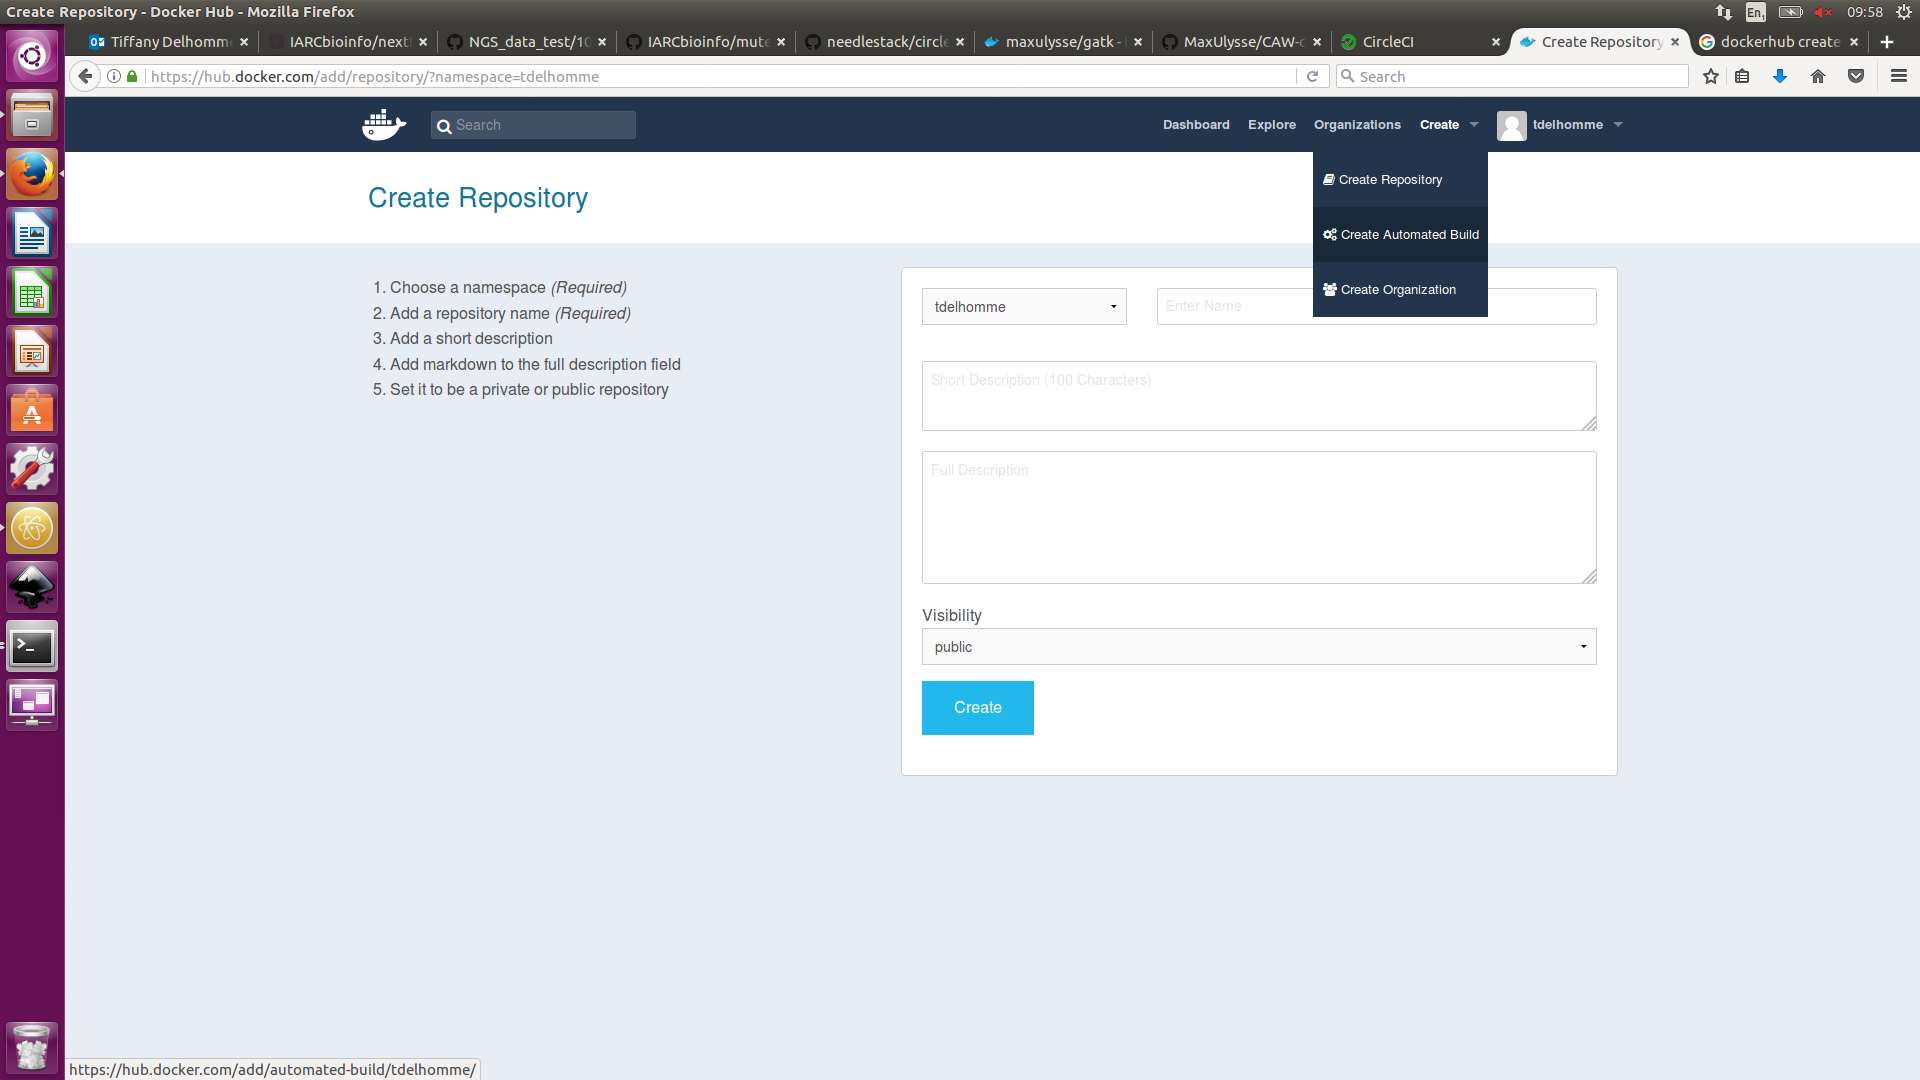 Create Repository - Docker Hub - Mozilla Firefox
En1
09:58
Tiffany Delhomm
IARCbioinfo/next
NGS_data_test/10
IARCbioinfo/mute
needlestack/circle
maxulysse/gatk -
MaxUlysse/CAW-c
CircleCI
Create Repository
dockerhub create
https://hub.docker.com/add/repository/?namespace=tdelhomme
Search
Search
Dashboard
Explore
Organizations
Create
tdelhomme
Create Repository
Create Automated Build
Create Organization
Create Repository
1. Choose a namespace (Required)
2. Add a repository name (Required)
3. Add a short description
4. Add markdown to the full description field
5. Set it to be a private or public repository
tdelhomme
Enter Name
Short Description (100 Characters)
Full Description
Visibility
public
Create
https://hub.docker.com/add/automated-build/tdelhomme/